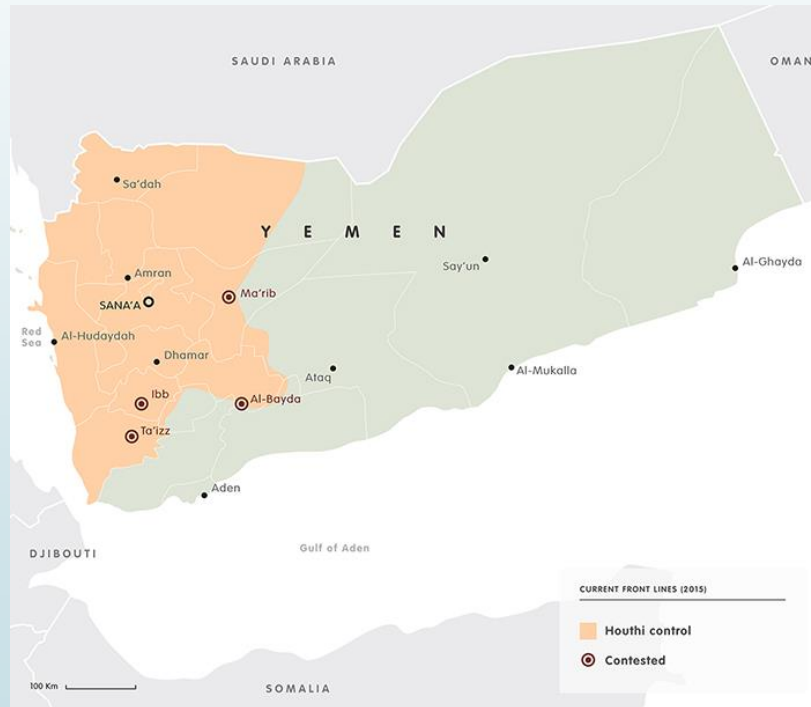 SAUDI ARABIA
OMAN
Sa'dah
YEMEN
Say'un
Al-Ghayda
Amran
Ma'rib
SANA'A
Red
Sea
Al-Hudaydah
Dhamar
Ataq
Al-Mukalla
Ibb
Al-Bayda
Ta'izz
Aden
Gulf of Aden
DJIBOUTI
CURRENT FRONT LINES (2015)
Houthi control
Contested
100 Km
SOMALIA